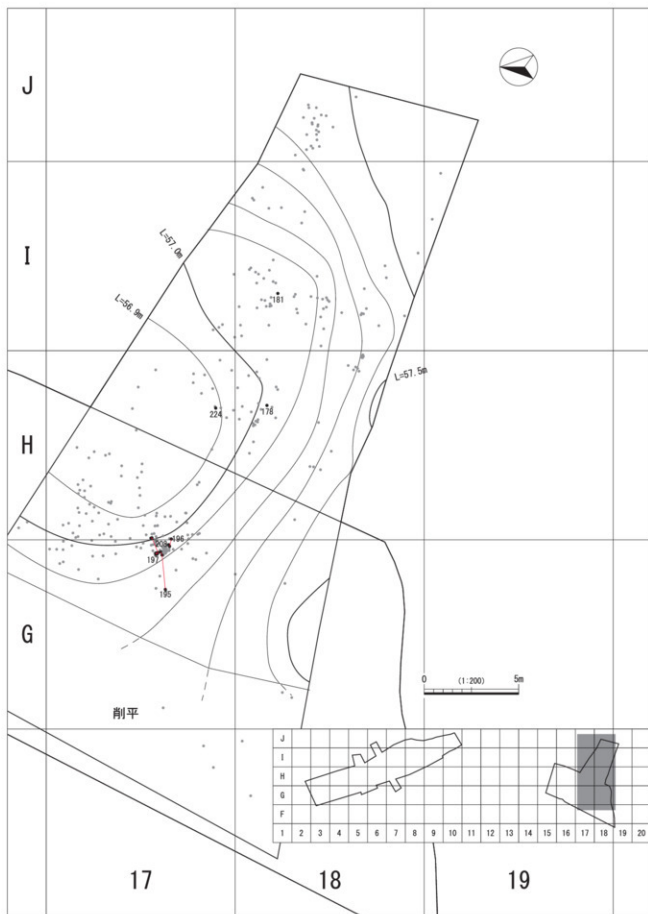 J
I
L=57.0m
181
L=56.9m
L=57.5m
224
178
H
196
197
195
G
0 (1:200) 5m
削平
J
I
H
G
F
1 2 3 4 5 6 7 8 9 10 11 12 13 14 15 16 17 18 19 20
17 18 19